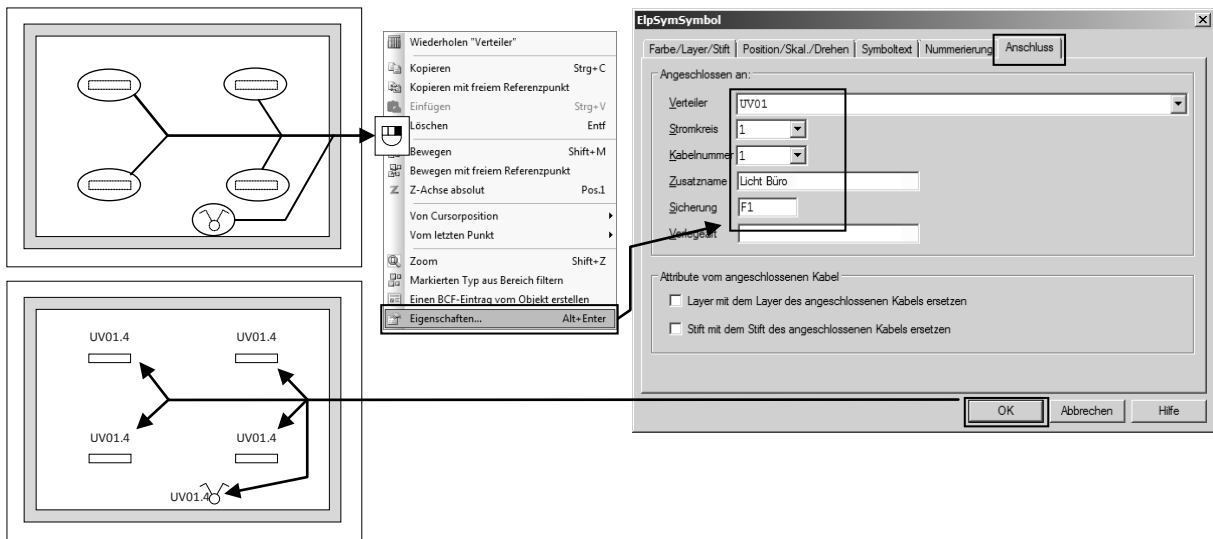 Wiederholen "Verteiler"
Kopieren Strg+C
Kopieren mit freiem Referenzpunkt
Einfügen Strg+V
Löschen Entf
Bewegen Shift+M
Bewegen mit freiem Referenzpunkt
Z-Achse absolut Pos.1
Von Cursorposition
Vom letzten Punkt
Zoom Shift+Z
Markierten Typ aus Bereich filtern
Einen BCF-Eintrag vom Objekt erstellen
Eigenschaften... Alt+Enter
ElpSymSymbol
Farbe/Layer/Stift Position/Skal./Drehen Symboltext Nummerierung Anschluss
Angeschlossen an:
Verteiler UV01
Stromkreis 1
Kabelnummer 1
Zusatzname Licht Büro
Sicherung F1
Verlegeart
Attribute vom angeschlossenen Kabel
Layer mit dem Layer des angeschlossenen Kabels ersetzen
Stift mit dem Stift des angeschlossenen Kabels ersetzen
OK Abbrechen Hilfe
UV01.4 UV01.4
UV01.4 UV01.4
UV01.4